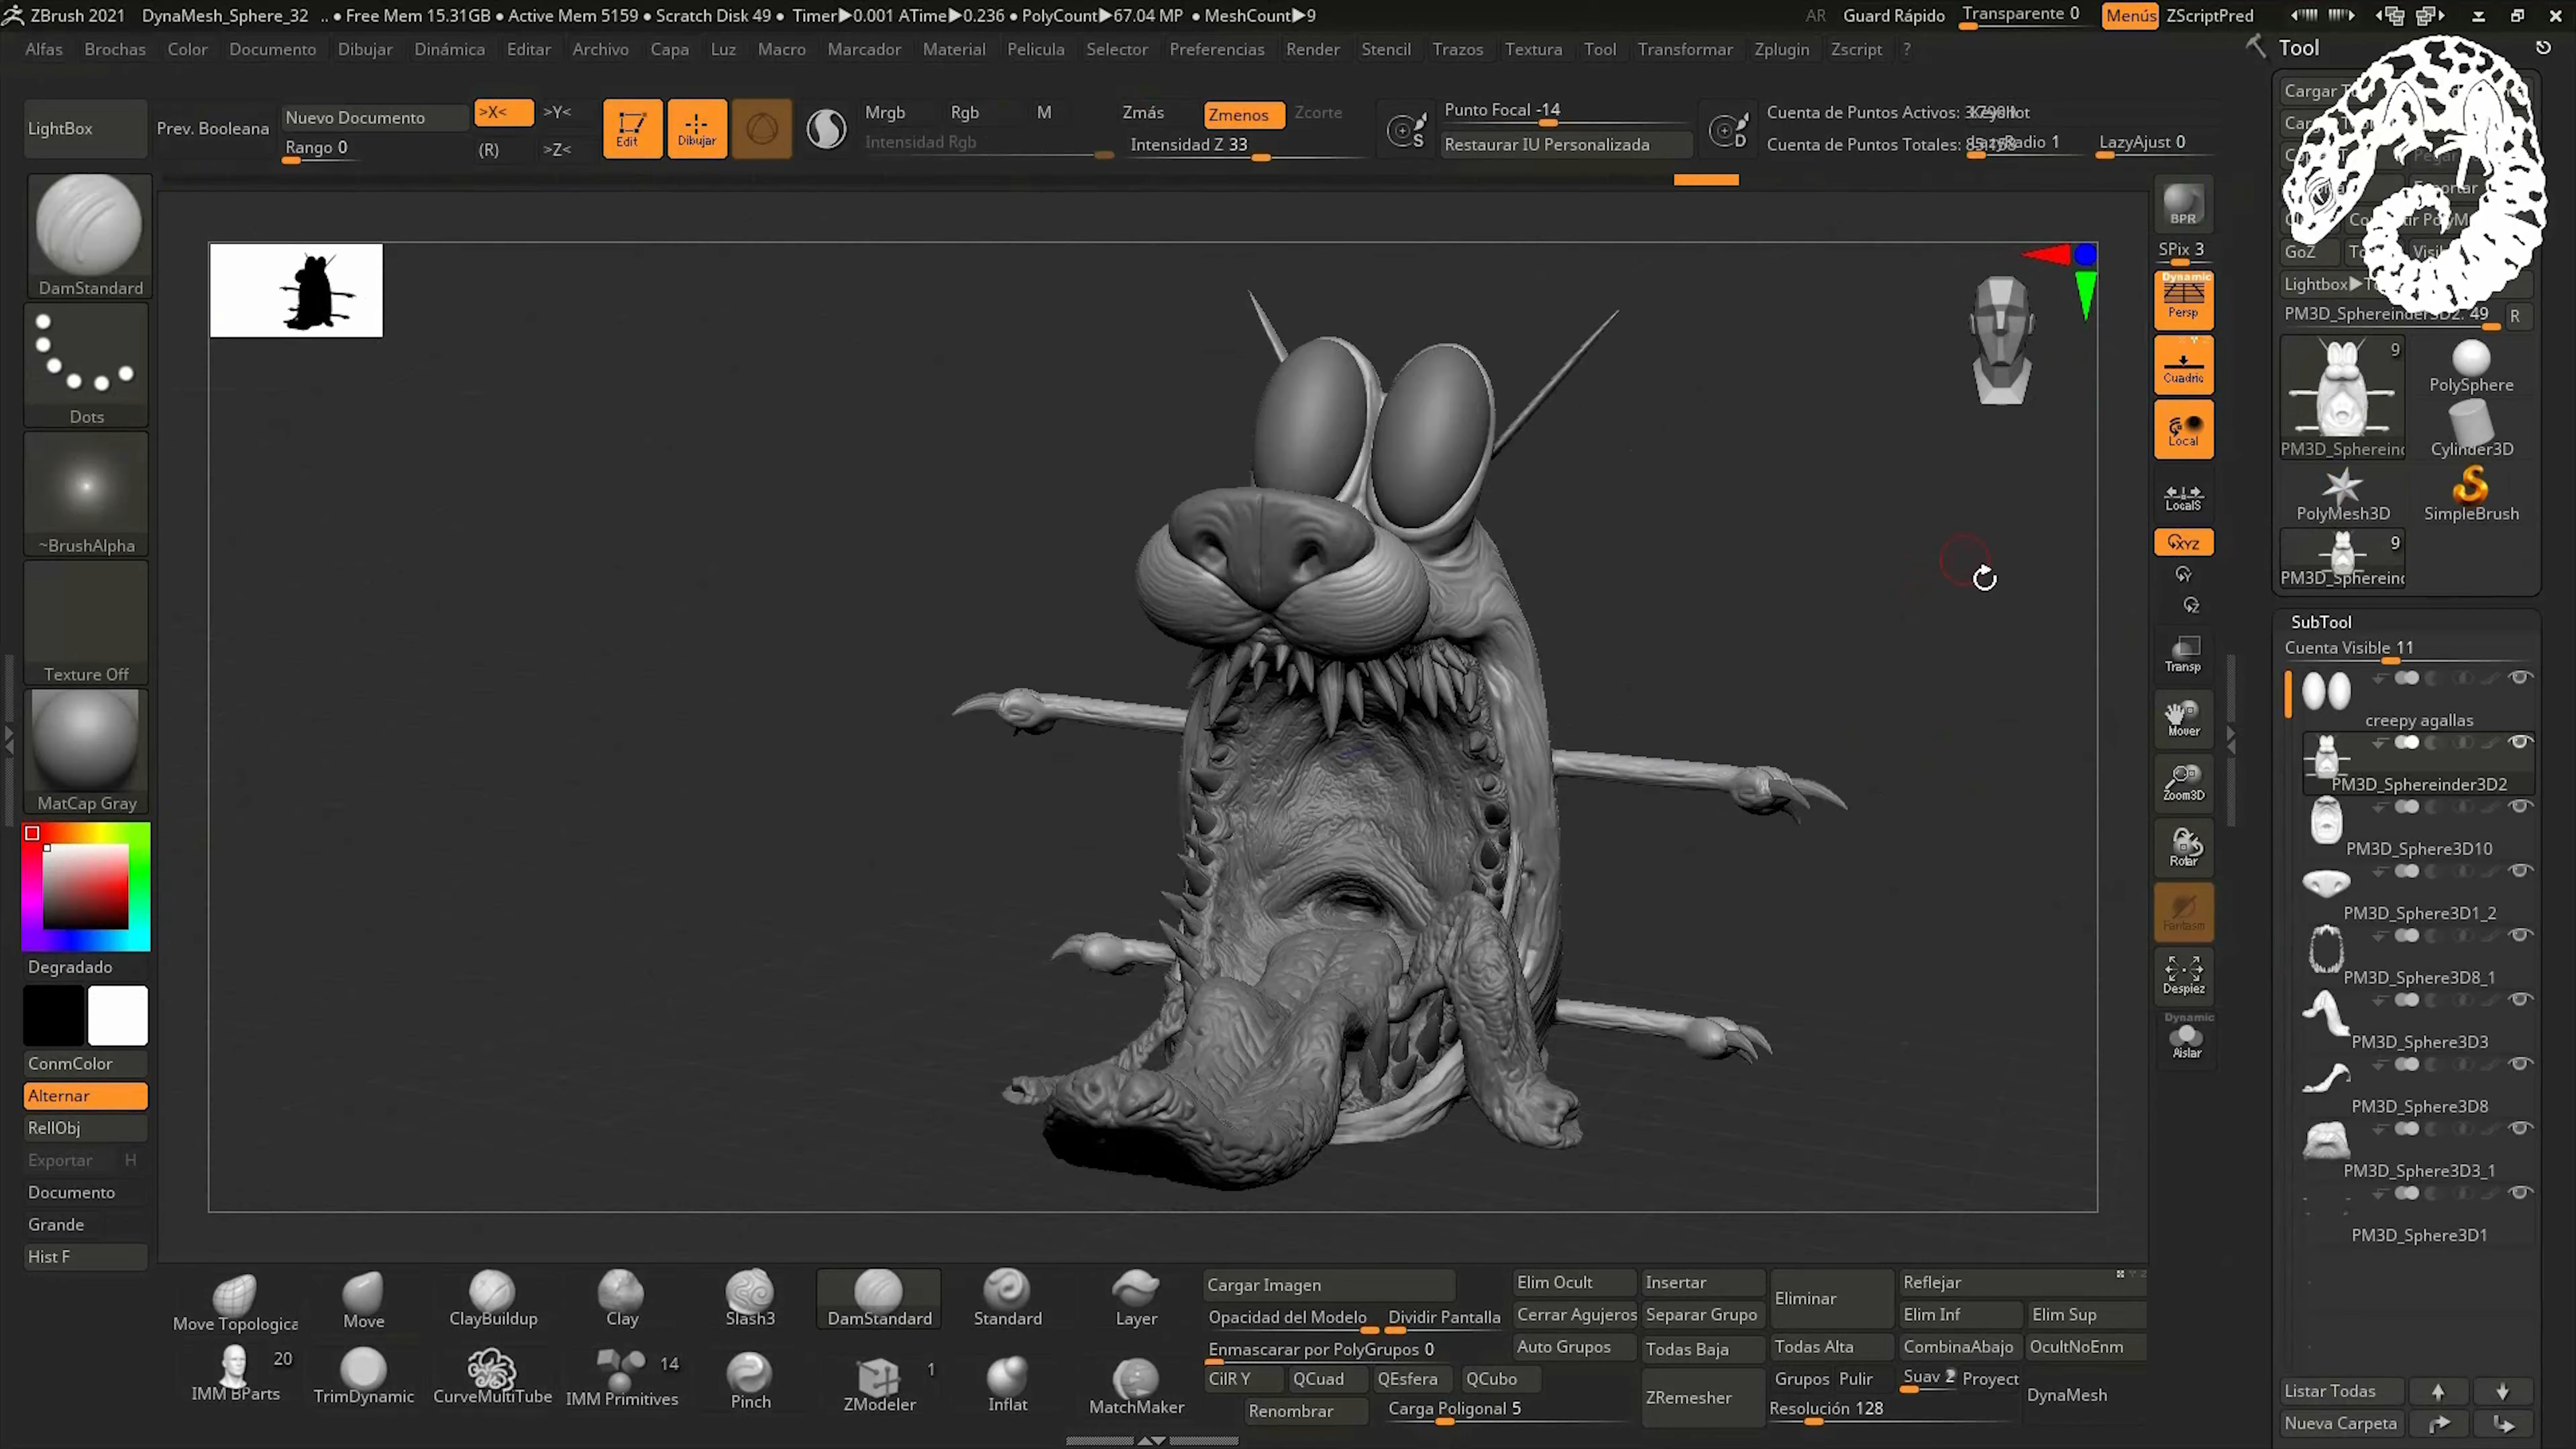 ZBrush 2021 DynaMesh_Sphere_32 .. • Free Mem 15.31GB • Active Mem 5159 • Scratch Disk 49 • Timer▶0.001 ATime▶0.236 • PolyCount▶67.04 MP • MeshCount▶9
AR Guard Rápido Transparente 0 Menús ZScriptPred
Alfas Brochas Color Documento Dibujar Dinámica Editar Archivo Capa Luz Macro Marcador Material Pelicula Selector Preferencias Render Stencil Trazos Textura Tool Transformar Zplugin Zscript ?
Tool
LightBox
Prev. Booleana
Nuevo Documento
Rango 0
>X< >Y<
(R) >Z<
Edit
Dibujar
Mrgb Rgb M
Intensidad Rgb
Zmás Zmenos Zcorte
Intensidad Z 33
S
Punto Focal -14
Restaurar IU Personalizada
D
Cuenta de Puntos Activos:
Cuenta de Puntos Totales:
LazyAjust 0
DamStandard
Dots
~BrushAlpha
Texture Off
MatCap Gray
Degradado
ConmColor
Alternar
RellObj
Exportar H
Documento
Grande
Hist F
BPR
SPix 3
Dynamic
Persp
Cuadric
Local
LocalS
XYZ
Y
Z
Transp
Mover
Zoom3D
Rotar
Fantasm
Despiez
Dynamic
Aislar
GoZ
PM3D_Sphereinder3D2. 49 R
9
PM3D_Sphereind
PolySphere
Cylinder3D
PolyMesh3D
SimpleBrush
9
PM3D_Sphereind
SubTool
Cuenta Visible 11
creepy agallas
PM3D_Sphereinder3D2
PM3D_Sphere3D10
PM3D_Sphere3D1_2
PM3D_Sphere3D8_1
PM3D_Sphere3D3
PM3D_Sphere3D8
PM3D_Sphere3D3_1
PM3D_Sphere3D1
Listar Todas
Nueva Carpeta
Move Topologica
Move
ClayBuildup
Clay
Slash3
DamStandard
Standard
Layer
20
IMM BParts
TrimDynamic
CurveMultiTube
14
IMM Primitives
Pinch
1
ZModeler
Inflat
MatchMaker
Cargar Imagen
Opacidad del Modelo Dividir Pantalla
Enmascarar por PolyGrupos 0
CilR Y QCuad QEsfera QCubo
Renombrar Carga Poligonal 5
Elim Ocult Insertar
Cerrar Agujeros Separar Grupo
Auto Grupos Todas Baja
ZRemesher
Eliminar
Reflejar
Elim Inf Elim Sup
Todas Alta CombinaAbajo OcultNoEnm
Grupos Pulir Suav 2 Proyect
Resolución 128
DynaMesh